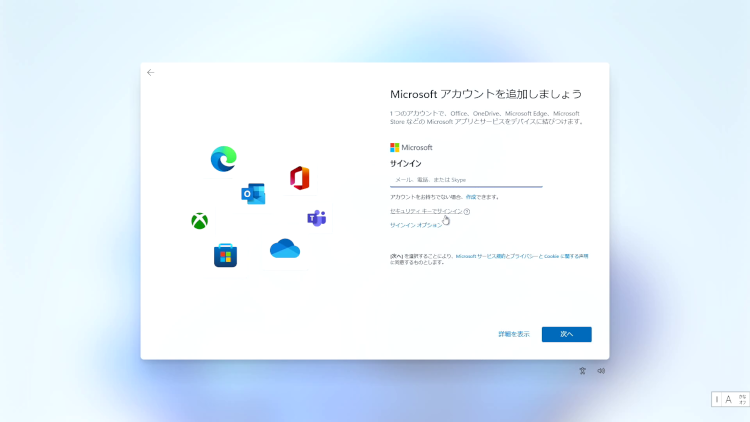 Microsoft アカウントを追加しましょう
1 つのアカウントで、Office、OneDrive、Microsoft Edge、Microsoft
Store などの Microsoft アプリとサービスをデバイスに結びつけます。
Microsoft
サインイン
メール、電話、または Skype
アカウントをお持ちでない場合、作成できます。
セキュリティ キーでサインイン
サインイン オプション
[次へ] を選択することにより、Microsoft サービス規約とプライバシーと Cookie に関する声明
に同意するものとします。
詳細を表示
次へ
A